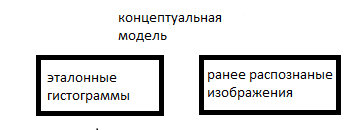 концептуальная
модель
эталонные
гистограммы
ранее распознаные
изображения